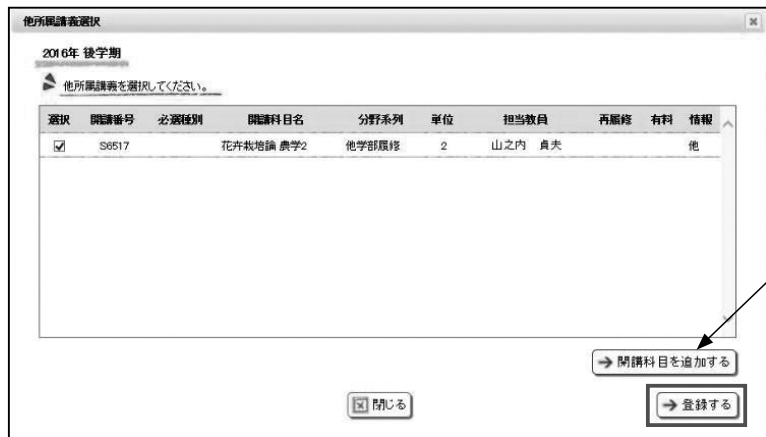 他所属講義選択
2016年 後学期
他所属講義を選択してください。
選択 開講番号 必選種別 開講科目名 分野系列 単位 担当教員 再履修 有料 情報
S6517 花卉栽培論 農学2 他学部履修 2 山之内 貞夫 他
開講科目を追加する
閉じる
登録する